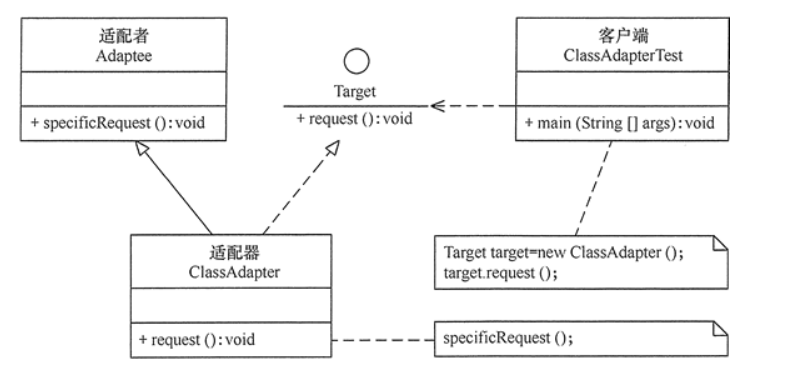 适配者
Adaptee
+ specificRequest ():void
Target
+ request ():void
客户端
ClassAdapterTest
+ main (String [] args):void
适配器
ClassAdapter
+ request ():void
Target target=new ClassAdapter ();
target.request ();
specificRequest ();